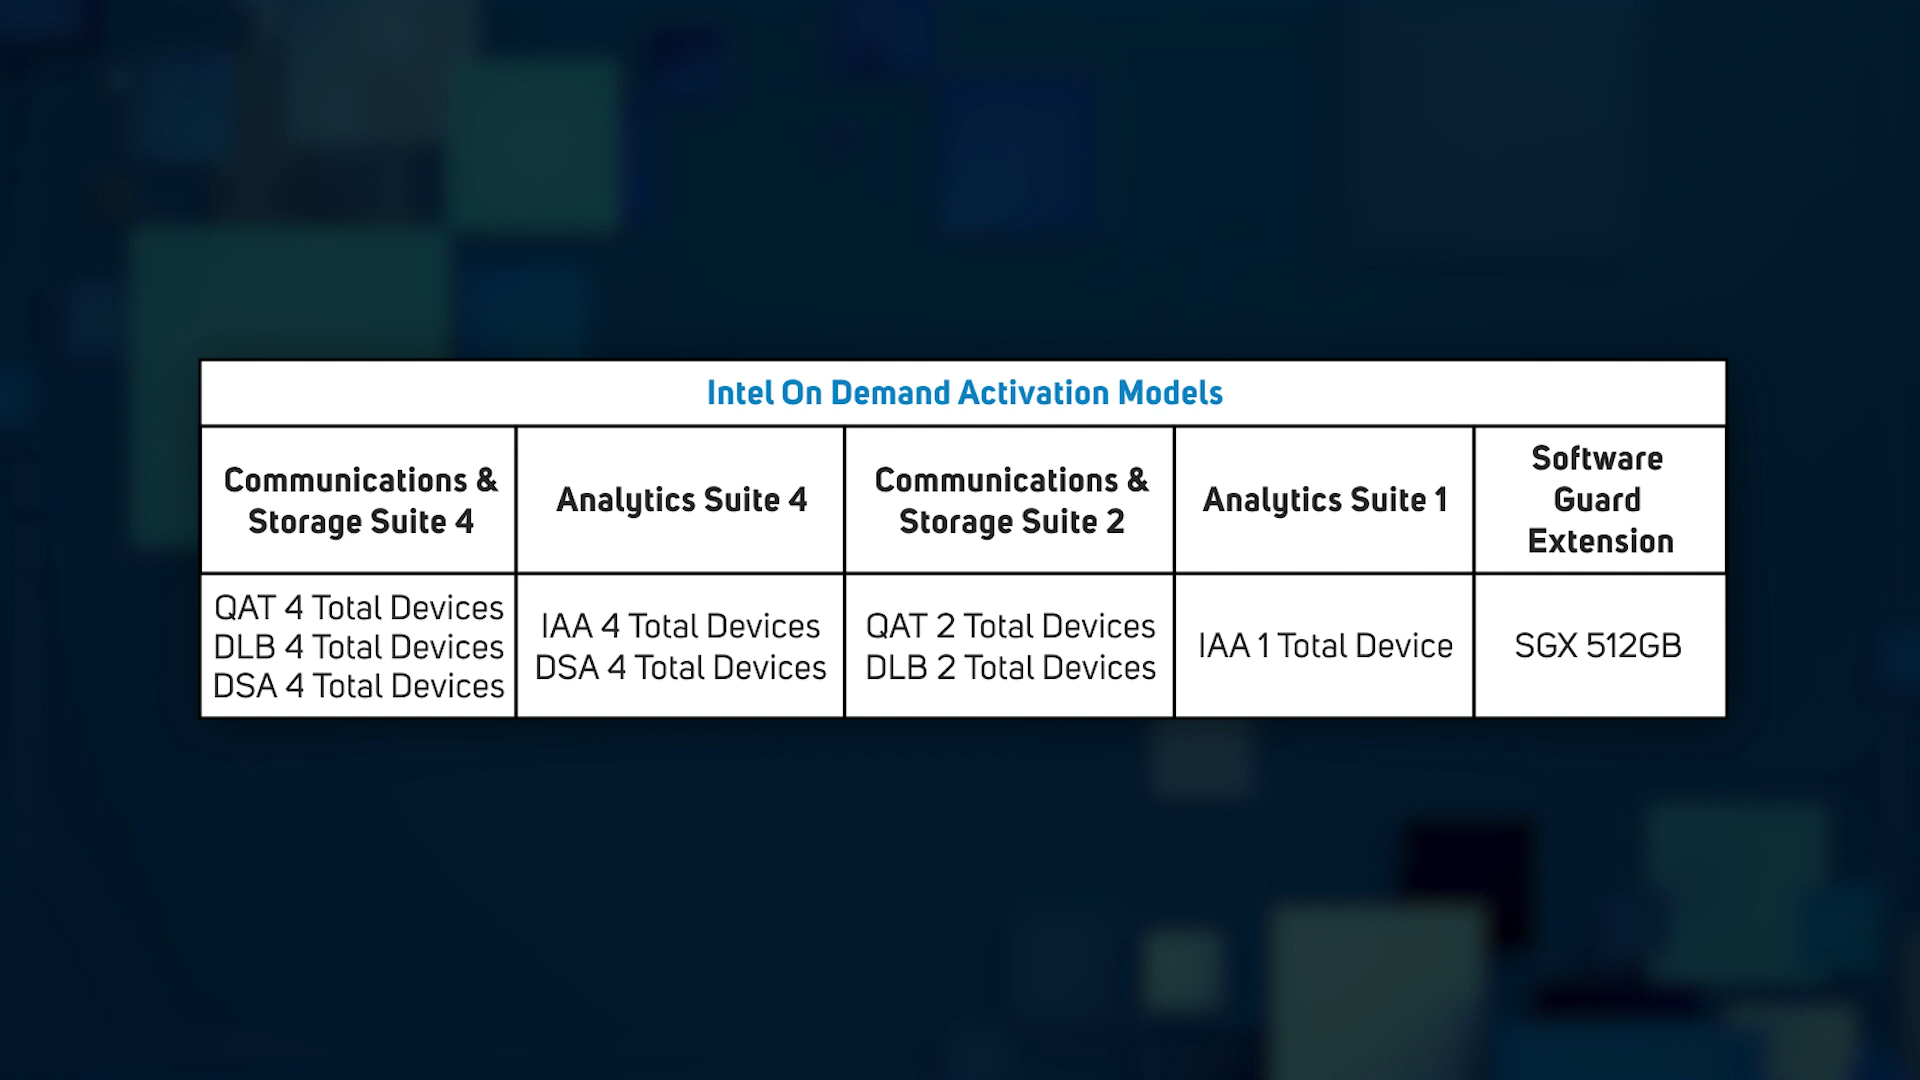 Intel On Demand Activation Models
Communications &
Storage Suite 4
Analytics Suite 4
Communications &
Storage Suite 2
Analytics Suite 1
Software
Guard
Extension
QAT 4 Total Devices
DLB 4 Total Devices
DSA 4 Total Devices
IAA 4 Total Devices
DSA 4 Total Devices
QAT 2 Total Devices
DLB 2 Total Devices
IAA 1 Total Device
SGX 512GB